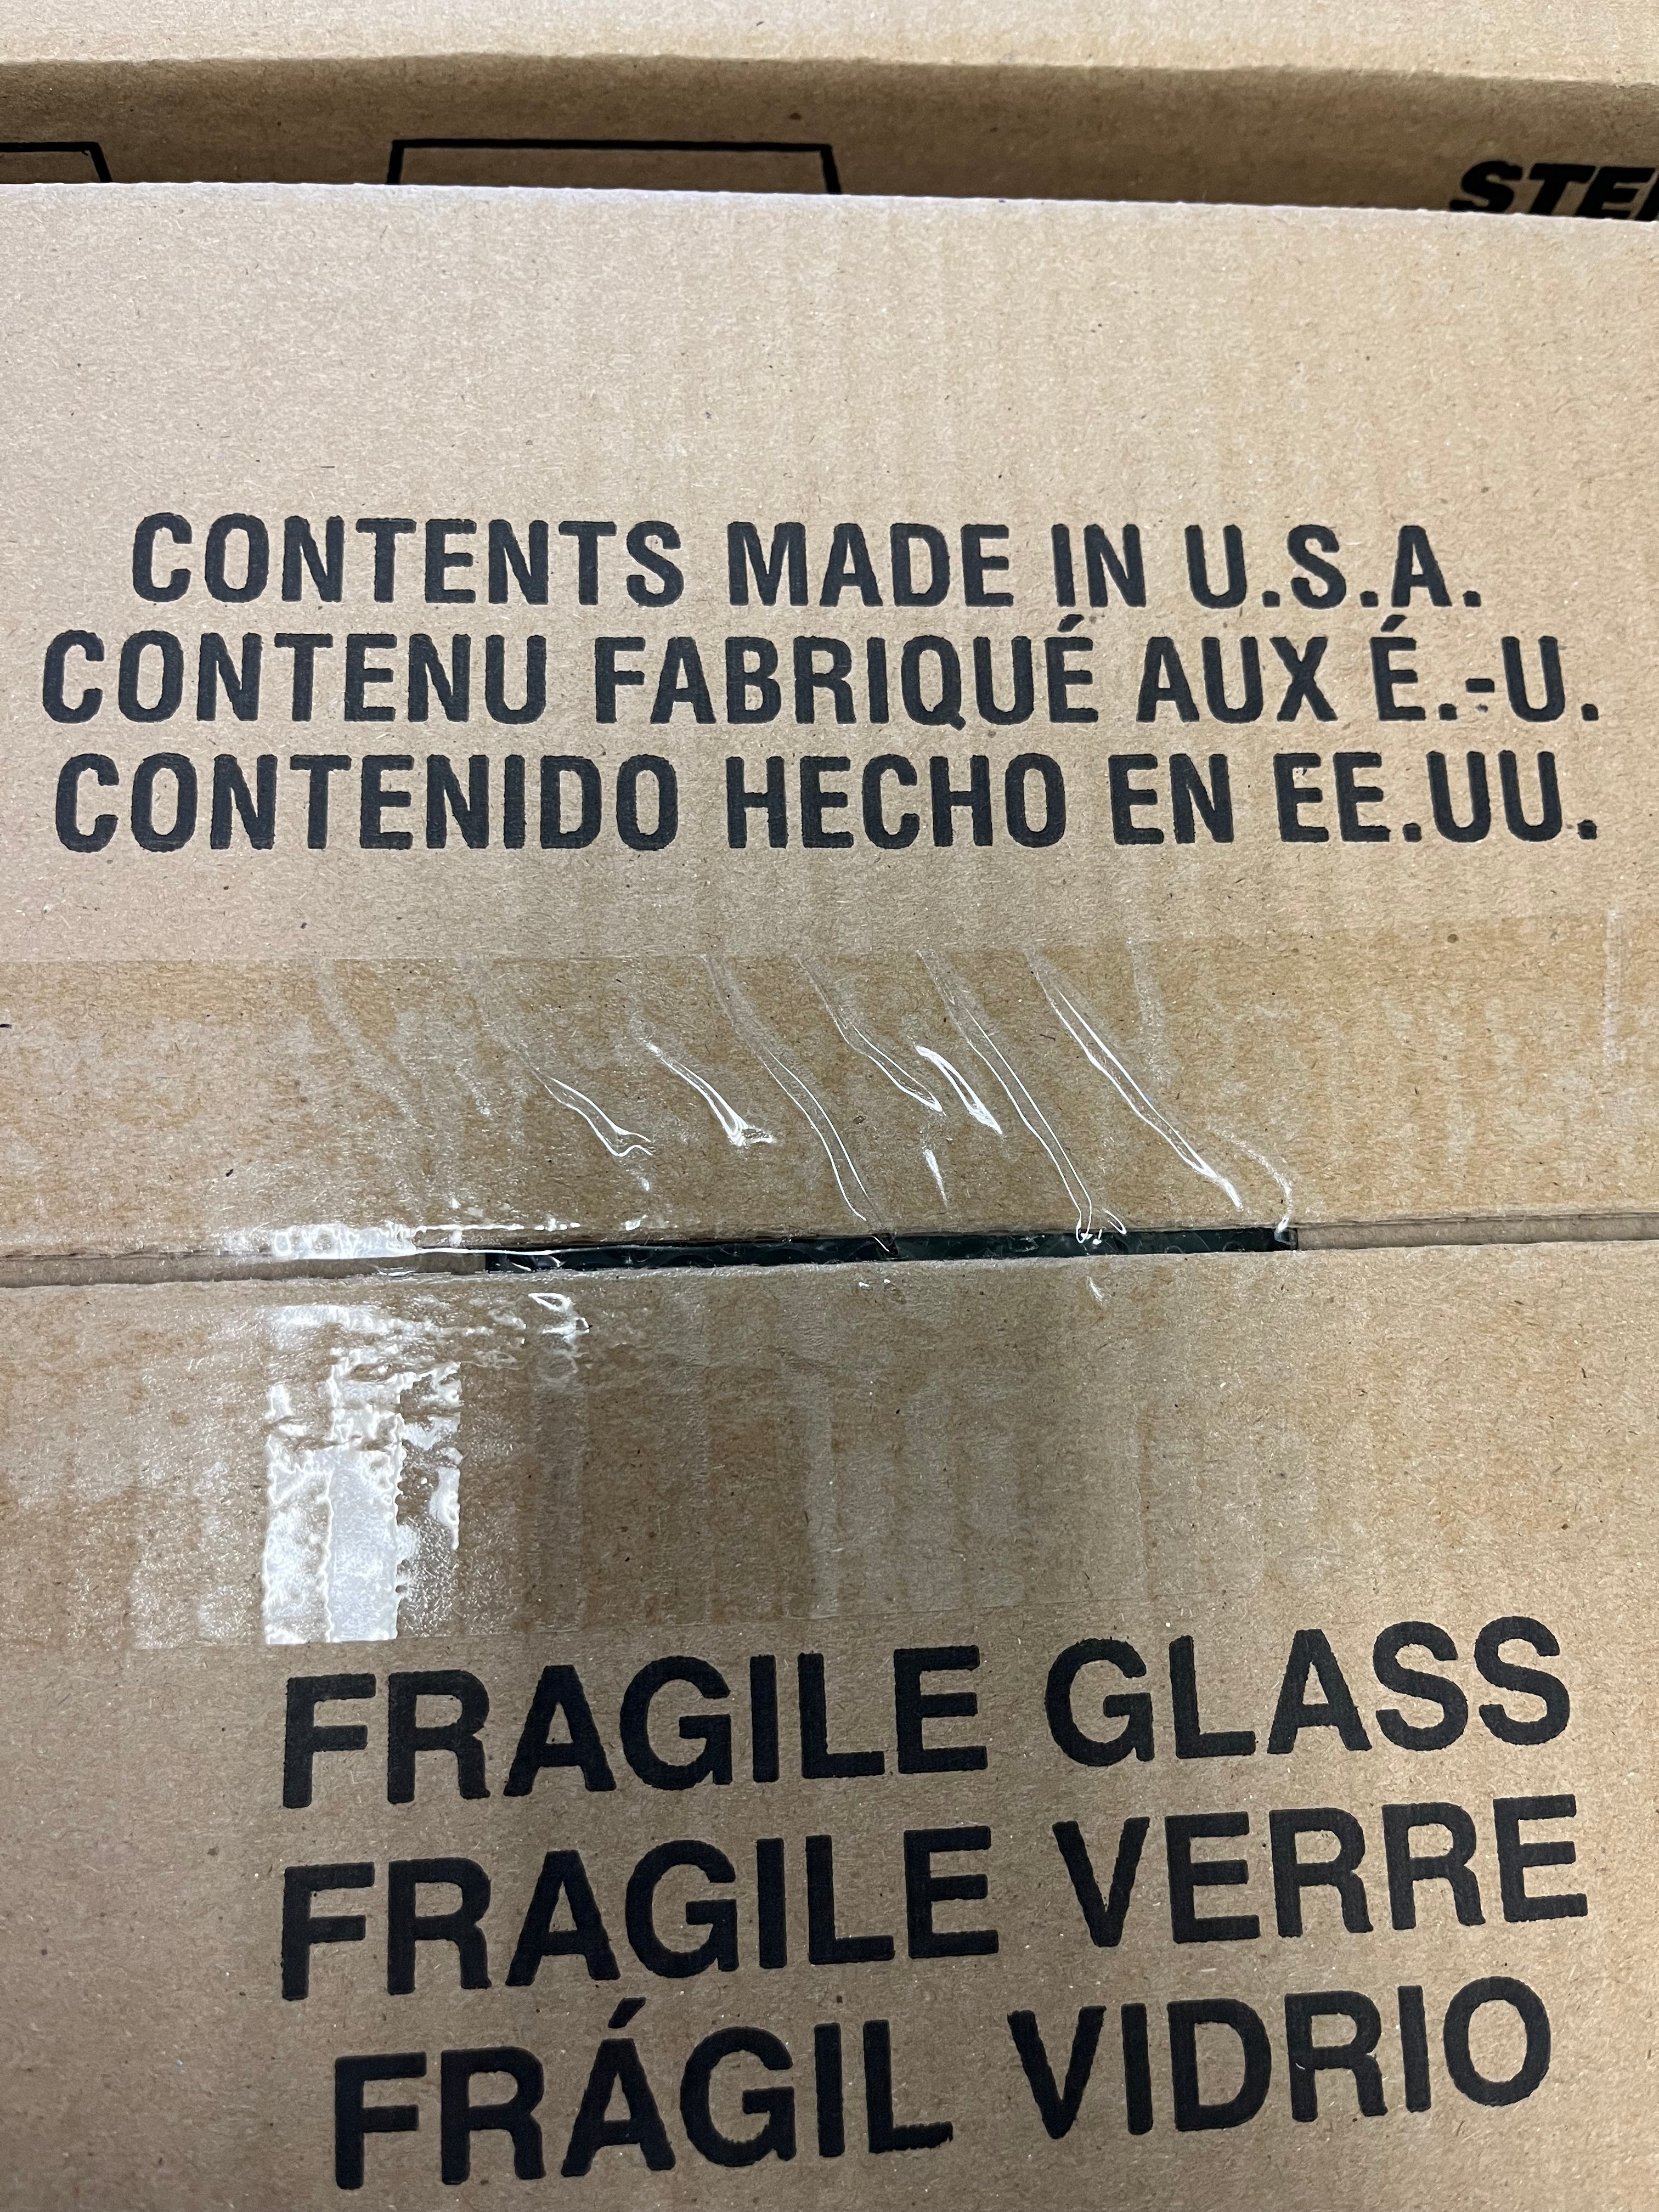 CONTENTS MADE IN U.S.A.
CONTENU FABRIQUÉ AUX É.-U.
CONTENIDO HECHO EN EE.UU.
FRAGILE GLASS
FRAGILE VERRE
FRÁGIL VIDRIO